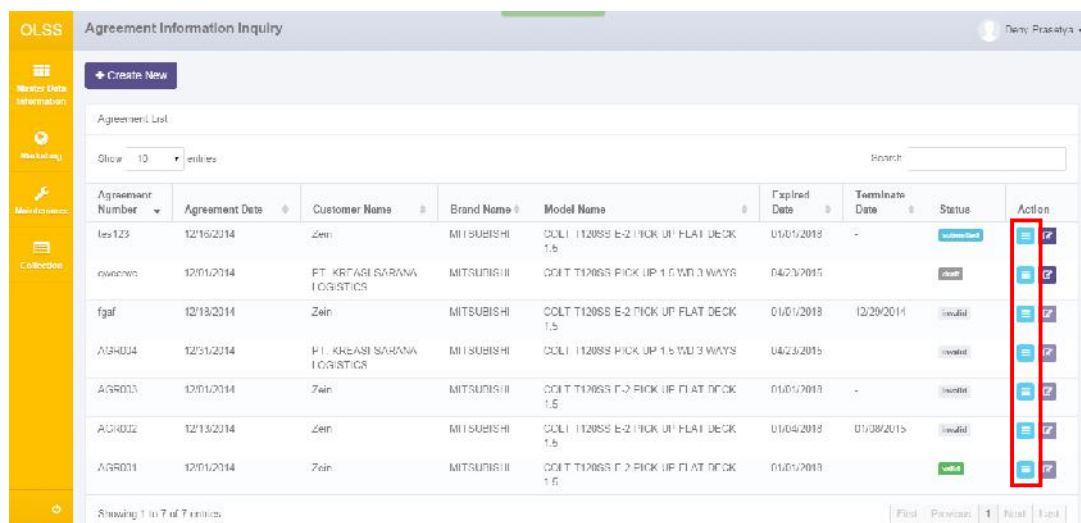 OLSS Agreement Information Inquiry Deny Prasetya
Master Data
Information
Marketing
Maintenance
Collection
+ Create New
Agreement List
Show 10 entries Search
Agreement
Number Agreement Date Customer Name Brand Name Model Name Expired
Date Terminate
Date Status Action
tes123 12/16/2014 Zein MITSUBISHI COLT T120SS E-2 PICK UP FLAT DECK
1.5 01/01/2018 - submitted
12/01/2014 PT. KREASI SARANA
LOGISTICS MITSUBISHI COLT T120SS PICK UP 1.5 WD 3 WAYS 04/23/2015 draft
fgaf 12/18/2014 Zein MITSUBISHI COLT T120SS E-2 PICK UP FLAT DECK
1.5 01/01/2018 12/29/2014 invalid
AGR004 12/31/2014 PT. KREASI SARANA
LOGISTICS MITSUBISHI COLT T120SS PICK UP 1.5 WD 3 WAYS 04/23/2015 invalid
AGR003 12/01/2014 Zein MITSUBISHI COLT T120SS E-2 PICK UP FLAT DECK
1.5 01/01/2018 - invalid
AGR002 12/13/2014 Zein MITSUBISHI COLT T120SS E-2 PICK UP FLAT DECK
1.5 01/04/2018 01/08/2015 invalid
AGR001 12/01/2014 Zein MITSUBISHI COLT T120SS E-2 PICK UP FLAT DECK
1.5 01/01/2018 valid
Showing 1 to 7 of 7 entries First Previous 1 Next Last